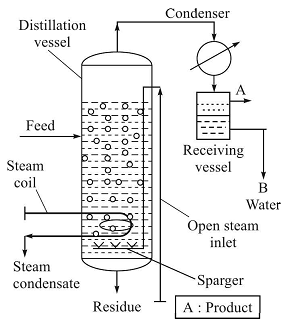 Condenser
Distillation
vessel
A
Feed
Receiving
vessel
Steam
coil
B
Water
Open steam
inlet
Steam
condensate
Sparger
Residue
A : Product